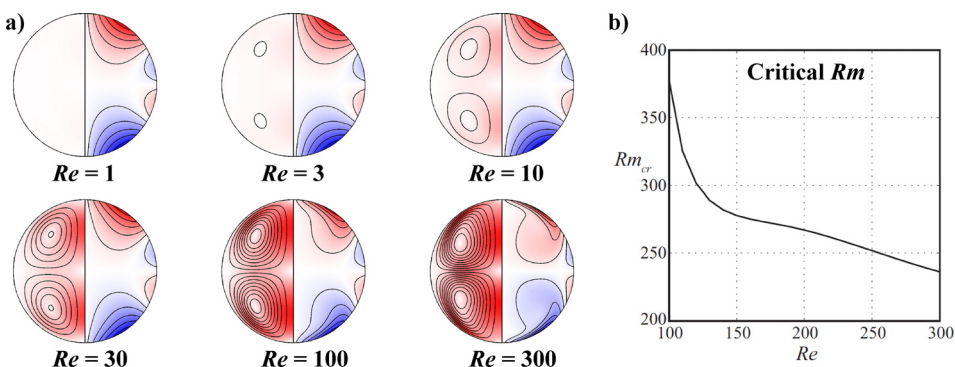 a)
Re = 1
Re = 3
Re = 10
Re = 30
Re = 100
Re = 300
b)
Critical Rm
400
350
Rm_cr
300
250
200
100
150
200
250
300
Re